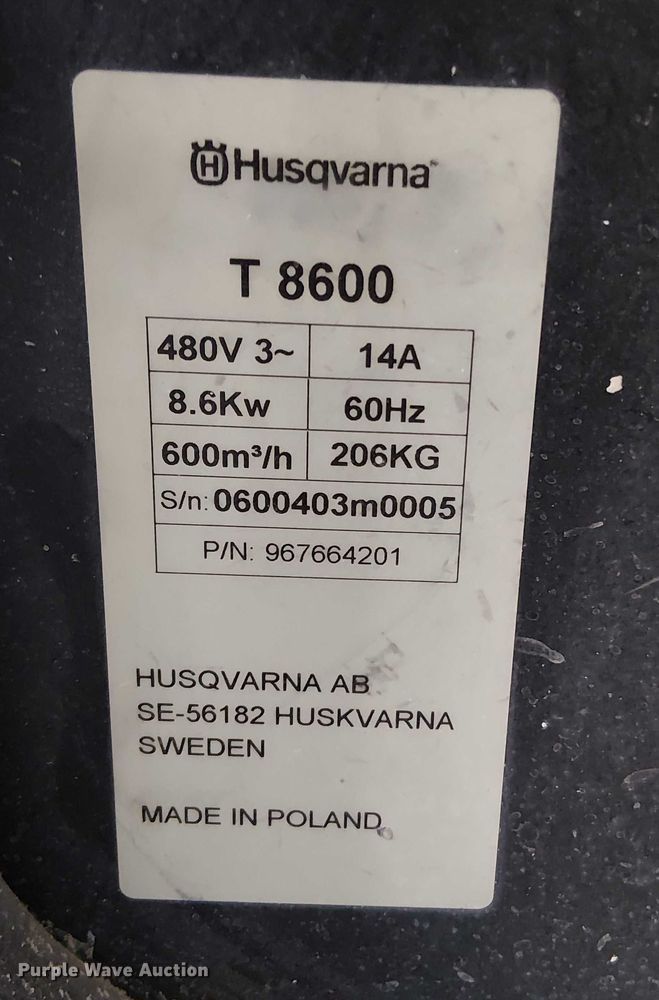 Husqvarna
T 8600
480V 3~ 14A
8.6Kw 60Hz
600m³/h 206KG
S/n: 0600403m0005
P/N: 967664201
HUSQVARNA AB
SE-56182 HUSKVARNA
SWEDEN
MADE IN POLAND
Purple Wave Auction